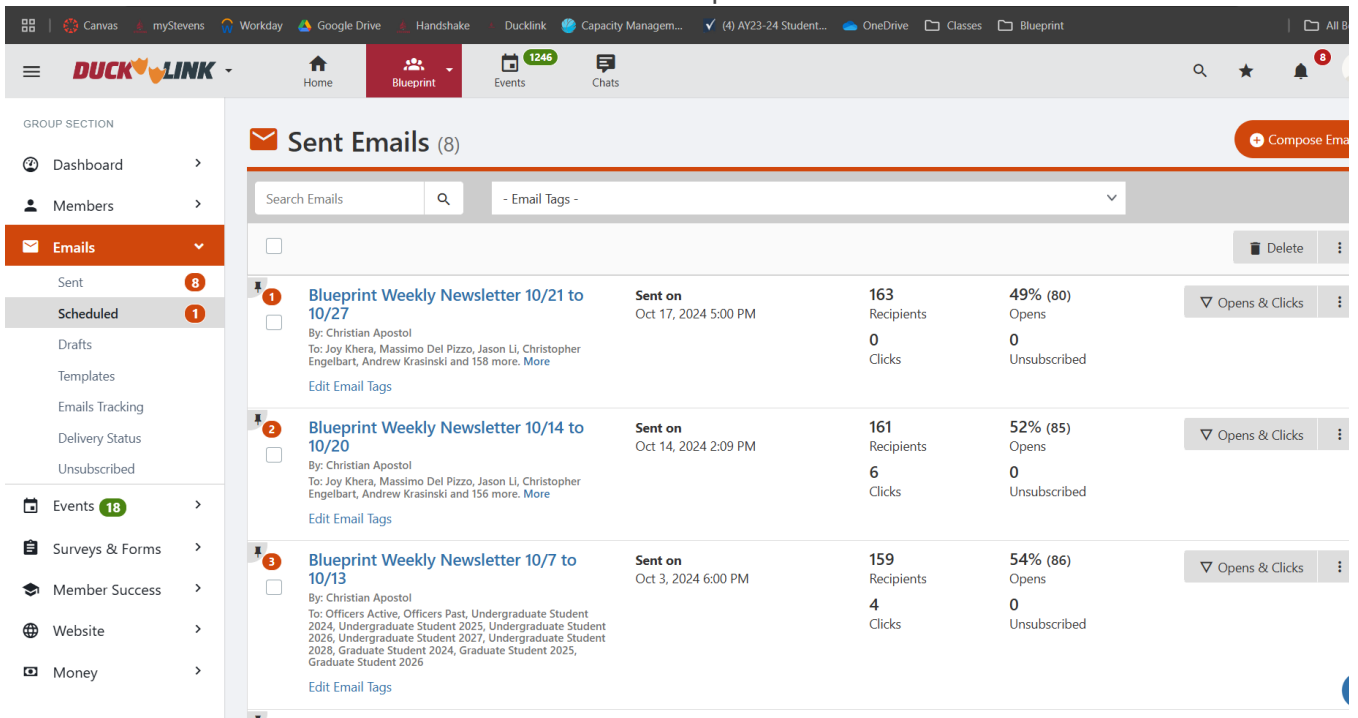 Canvas
myStevens
Workday
Google Drive
Handshake
Ducklink
Capacity Managem...
(4) AY23-24 Student...
OneDrive
Classes
Blueprint
DUCK LINK
Home
Blueprint
1246
Events
Chats
8
GROUP SECTION
Dashboard
Members
Emails
Sent 8
Scheduled 1
Drafts
Templates
Emails Tracking
Delivery Status
Unsubscribed
Events 18
Surveys & Forms
Member Success
Website
Money
Sent Emails (8)
Compose
Search Emails
- Email Tags -
Delete
1
Blueprint Weekly Newsletter 10/21 to
10/27
By: Christian Apostol
To: Joy Khera, Massimo Del Pizzo, Jason Li, Christopher
Engelbart, Andrew Krasinski and 158 more. More
Edit Email Tags
Sent on
Oct 17, 2024 5:00 PM
163
Recipients
0
Clicks
49% (80)
Opens
0
Unsubscribed
Opens & Clicks
2
Blueprint Weekly Newsletter 10/14 to
10/20
By: Christian Apostol
To: Joy Khera, Massimo Del Pizzo, Jason Li, Christopher
Engelbart, Andrew Krasinski and 156 more. More
Edit Email Tags
Sent on
Oct 14, 2024 2:09 PM
161
Recipients
6
Clicks
52% (85)
Opens
0
Unsubscribed
Opens & Clicks
3
Blueprint Weekly Newsletter 10/7 to
10/13
By: Christian Apostol
To: Officers Active, Officers Past, Undergraduate Student
2024, Undergraduate Student 2025, Undergraduate Student
2026, Undergraduate Student 2027, Undergraduate Student
2028, Graduate Student 2024, Graduate Student 2025,
Graduate Student 2026
Edit Email Tags
Sent on
Oct 3, 2024 6:00 PM
159
Recipients
4
Clicks
54% (86)
Opens
0
Unsubscribed
Opens & Clicks